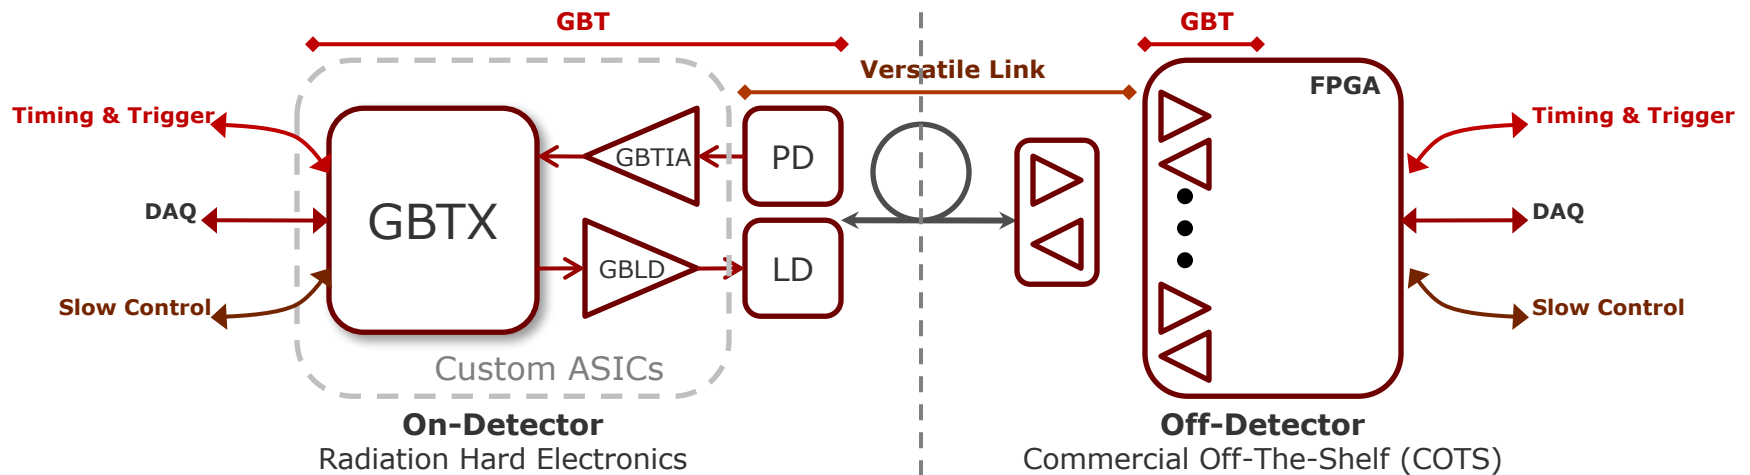 GBT
GBT
Versatile Link
FPGA
Timing & Trigger
Timing & Trigger
GBTIA
PD
DAQ
GBTX
DAQ
GBLD
LD
Slow Control
Slow Control
Custom ASICs
On-Detector
Off-Detector
Radiation Hard Electronics
Commercial Off-The-Shelf (COTS)